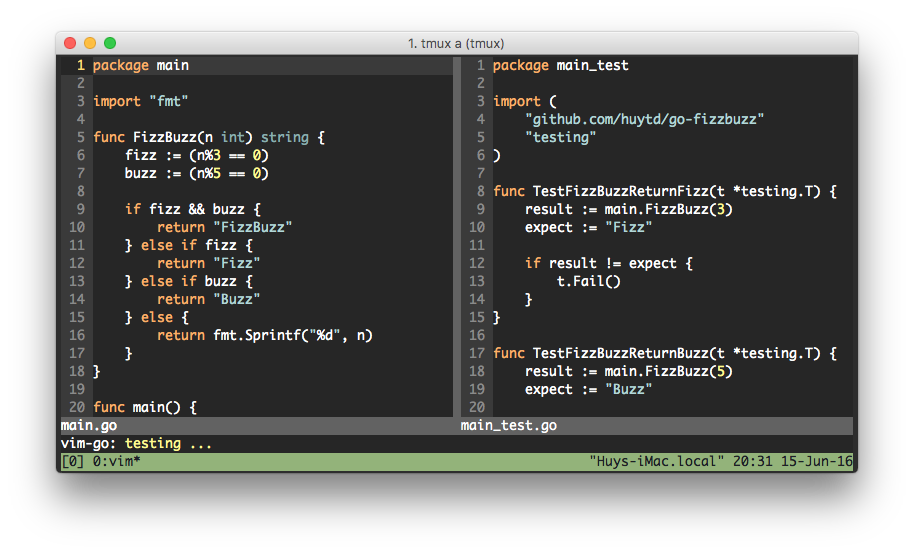 1. tmux a (tmux)
1 package main
2
3 import "fmt"
4
5 func FizzBuzz(n int) string {
6     fizz := (n%3 == 0)
7     buzz := (n%5 == 0)
8
9     if fizz && buzz {
10         return "FizzBuzz"
11     } else if fizz {
12         return "Fizz"
13     } else if buzz {
14         return "Buzz"
15     } else {
16         return fmt.Sprintf("%d", n)
17     }
18 }
19
20 func main() {
main.go
1 package main_test
2
3 import (
4     "github.com/huytd/go-fizzbuzz"
5     "testing"
6 )
7
8 func TestFizzBuzzReturnFizz(t *testing.T) {
9     result := main.FizzBuzz(3)
10     expect := "Fizz"
11
12     if result != expect {
13         t.Fail()
14     }
15 }
16
17 func TestFizzBuzzReturnBuzz(t *testing.T) {
18     result := main.FizzBuzz(5)
19     expect := "Buzz"
20
main_test.go
vim-go: testing ...
[0] 0:vim* "Huys-iMac.local" 20:31 15-Jun-16